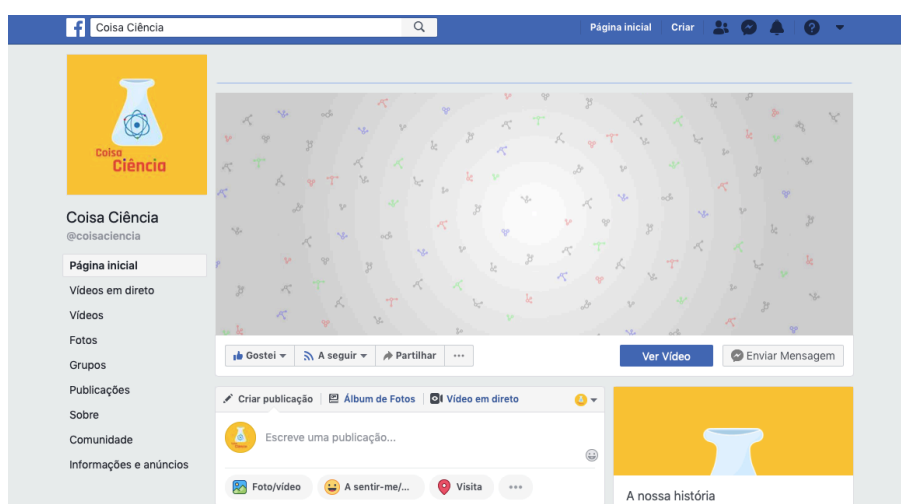 Coisa Ciência
Página inicial Criar
Coisa
Ciência
Coisa Ciência
@coisaciencia
Página inicial
Vídeos em direto
Vídeos
Fotos
Grupos
Publicações
Sobre
Comunidade
Informações e anúncios
Gostei A seguir Partilhar ...
Ver Vídeo Enviar Mensagem
Criar publicação Álbum de Fotos Vídeo em direto
Escreve uma publicação...
Foto/vídeo A sentir-me/... Visita ...
A nossa história